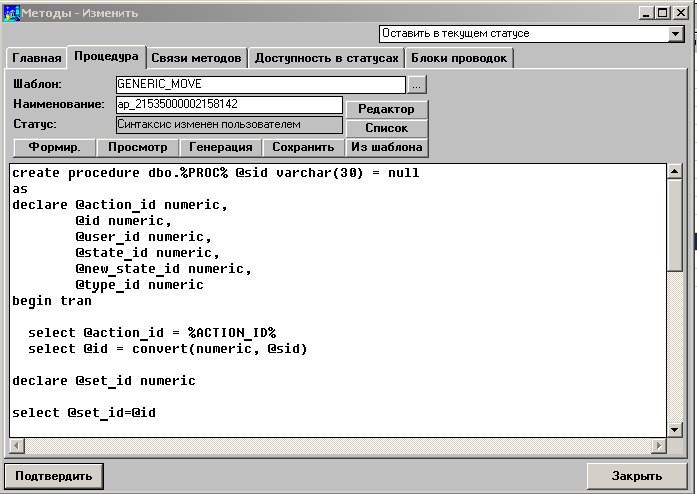 Методы - Изменить
Оставить в текущем статусе
Главная Процедура Связи методов Доступность в статусах Блоки проводок
Шаблон: GENERIC_MOVE ...
Наименование: ap_21535000002158142 Редактор
Статус: Синтаксис изменен пользователем Список
Формир. Просмотр Генерация Сохранить Из шаблона
create procedure dbo.%PROC% @sid varchar(30) = null
as
declare @action_id numeric,
@id numeric,
@user_id numeric,
@state_id numeric,
@new_state_id numeric,
@type_id numeric
begin tran
select @action_id = %ACTION_ID%
select @id = convert(numeric, @sid)
declare @set_id numeric
select @set_id=@id
Подтвердить Закрыть